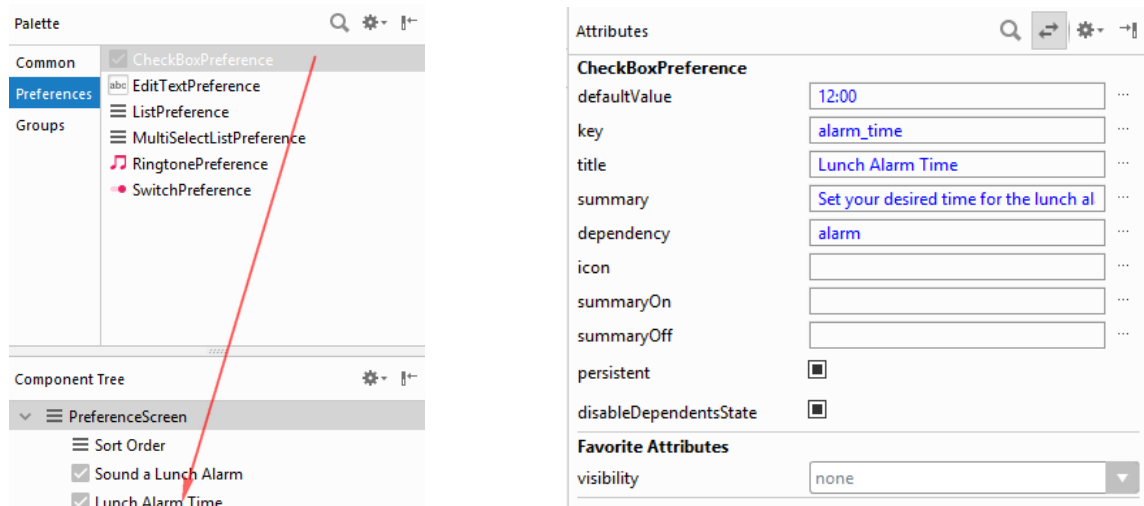 Palette
Common
Preferences
Groups
CheckBoxPreference
abc EditTextPreference
ListPreference
MultiSelectListPreference
RingtonePreference
SwitchPreference
Component Tree
PreferenceScreen
Sort Order
Sound a Lunch Alarm
Lunch Alarm Time
Attributes
CheckBoxPreference
defaultValue 12:00 ...
key alarm_time ...
title Lunch Alarm Time ...
summary Set your desired time for the lunch al ...
dependency alarm ...
icon ...
summaryOn ...
summaryOff ...
persistent
disableDependentsState
Favorite Attributes
visibility none